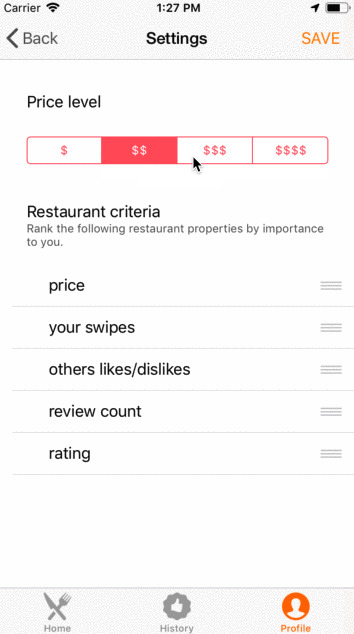 Carrier 1:27 PM
Back Settings SAVE
Price level
$ $$ $$$ $$$$
Restaurant criteria
Rank the following restaurant properties by importance
to you.
price
your swipes
others likes/dislikes
review count
rating
Home History Profile